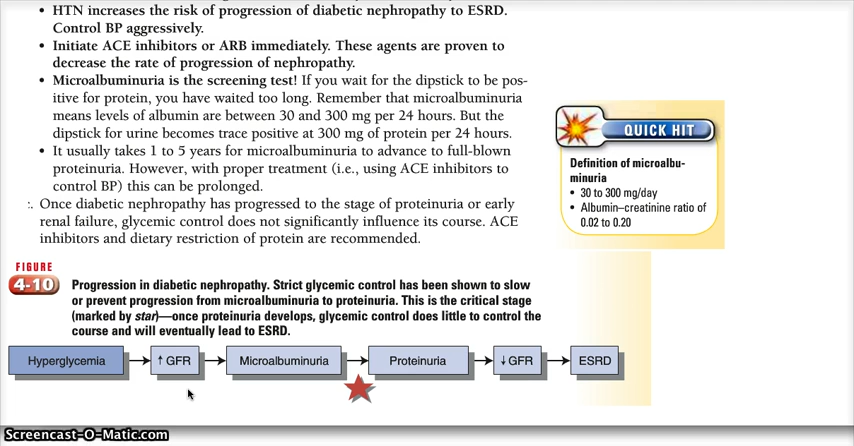 • HTN increases the risk of progression of diabetic nephropathy to ESRD.
Control BP aggressively.
• Initiate ACE inhibitors or ARB immediately. These agents are proven to
decrease the rate of progression of nephropathy.
• Microalbuminuria is the screening test! If you wait for the dipstick to be pos-
itive for protein, you have waited too long. Remember that microalbuminuria
means levels of albumin are between 30 and 300 mg per 24 hours. But the
dipstick for urine becomes trace positive at 300 mg of protein per 24 hours.
• It usually takes 1 to 5 years for microalbuminuria to advance to full-blown
proteinuria. However, with proper treatment (i.e., using ACE inhibitors to
control BP) this can be prolonged.
Once diabetic nephropathy has progressed to the stage of proteinuria or early
renal failure, glycemic control does not significantly influence its course. ACE
inhibitors and dietary restriction of protein are recommended.
QUICK HIT
Definition of microalbu-
minuria
• 30 to 300 mg/day
• Albumin–creatinine ratio of
0.02 to 0.20
FIGURE
4-10
Progression in diabetic nephropathy. Strict glycemic control has been shown to slow
or prevent progression from microalbuminuria to proteinuria. This is the critical stage
(marked by star)—once proteinuria develops, glycemic control does little to control the
course and will eventually lead to ESRD.
Hyperglycemia
↑ GFR
Microalbuminuria
Proteinuria
↓ GFR
ESRD
Screencast-O-Matic.com